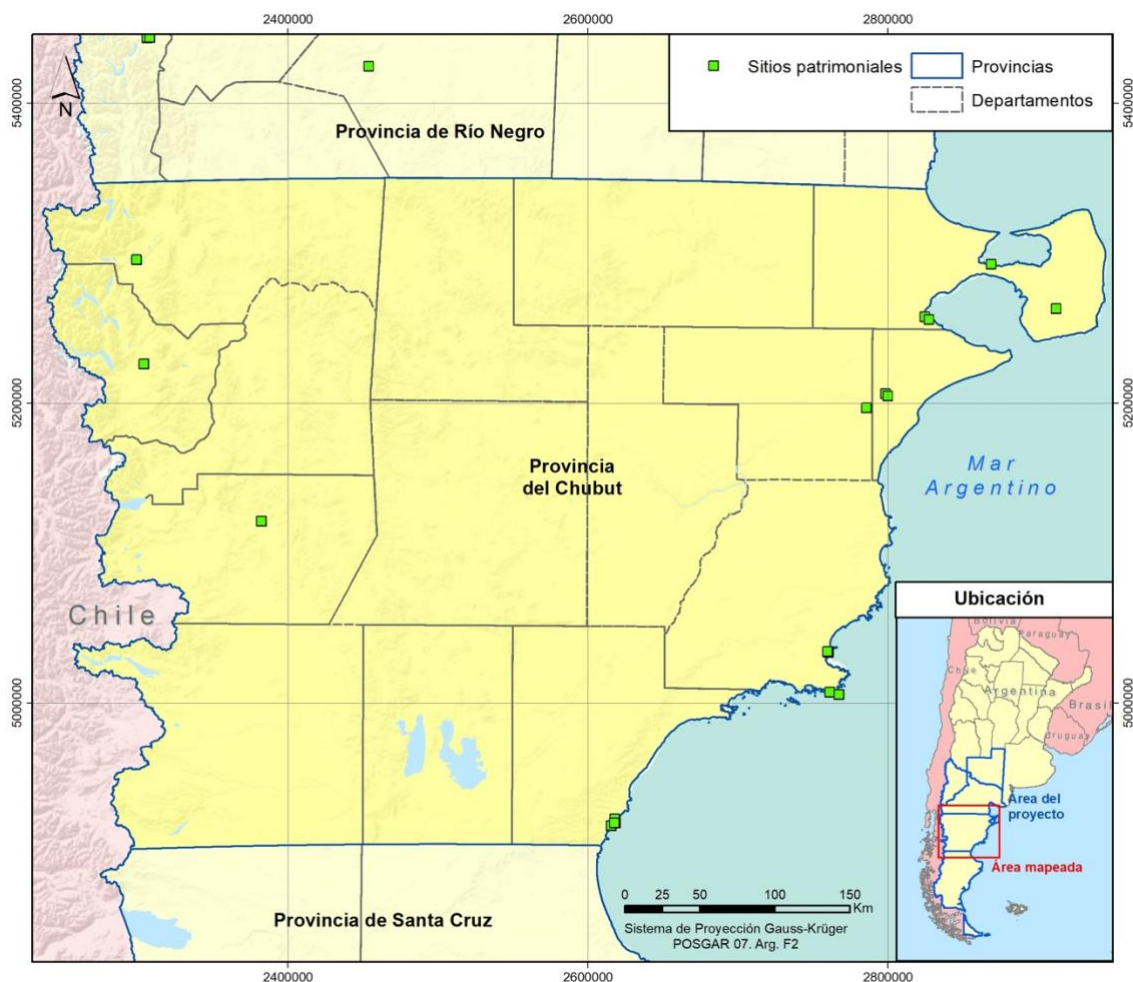 2400000
2600000
2800000
Sitios patrimoniales
Provincias
Departamentos
N
5400000
5400000
Provincia de Río Negro
5200000
5200000
Provincia
del Chubut
Mar
Argentino
Chile
Ubicación
Bolivia
Paraguay
Chile
Argentina
Brasil
Uruguay
Área del
proyecto
Área mapeada
5000000
5000000
0 25 50 100 150
Km
Sistema de Proyección Gauss-Krüger
POSGAR 07. Arg. F2
Provincia de Santa Cruz
2400000
2600000
2800000